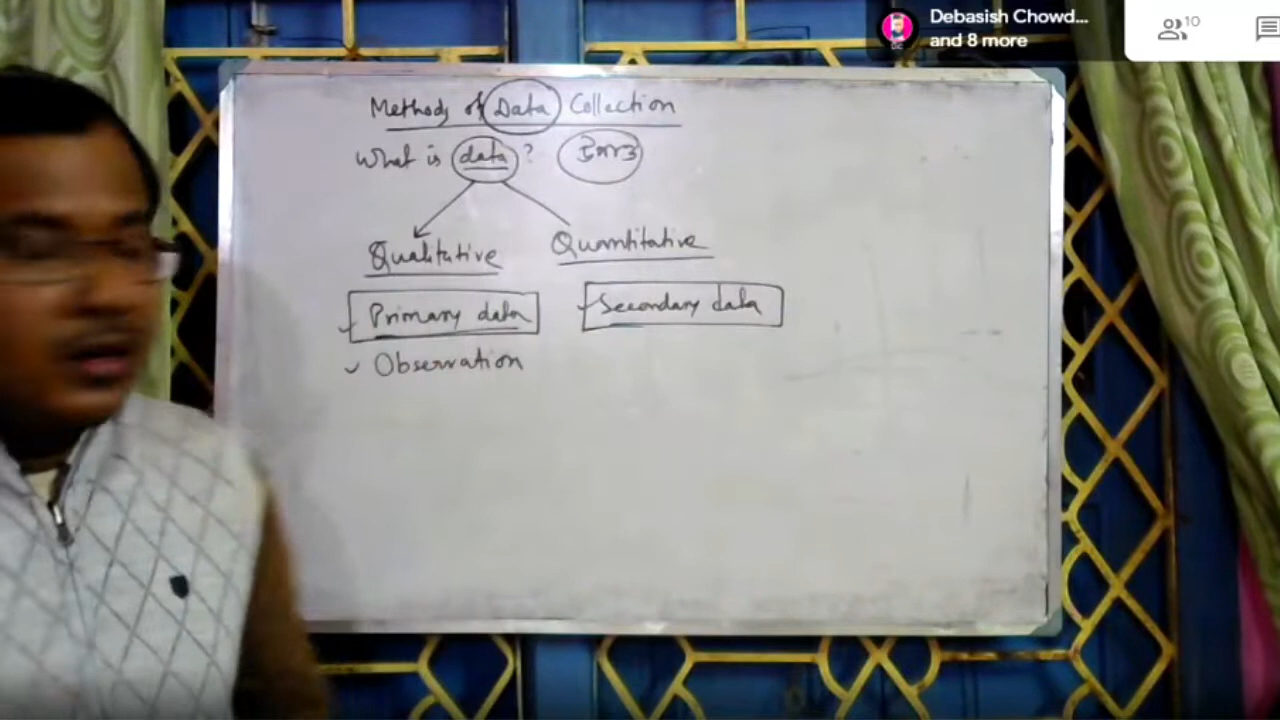 Debasish Chowd...
and 8 more
10
Methods of Data Collection
What is data?
Qualitative Quantitative
Primary data Secondary data
Observation